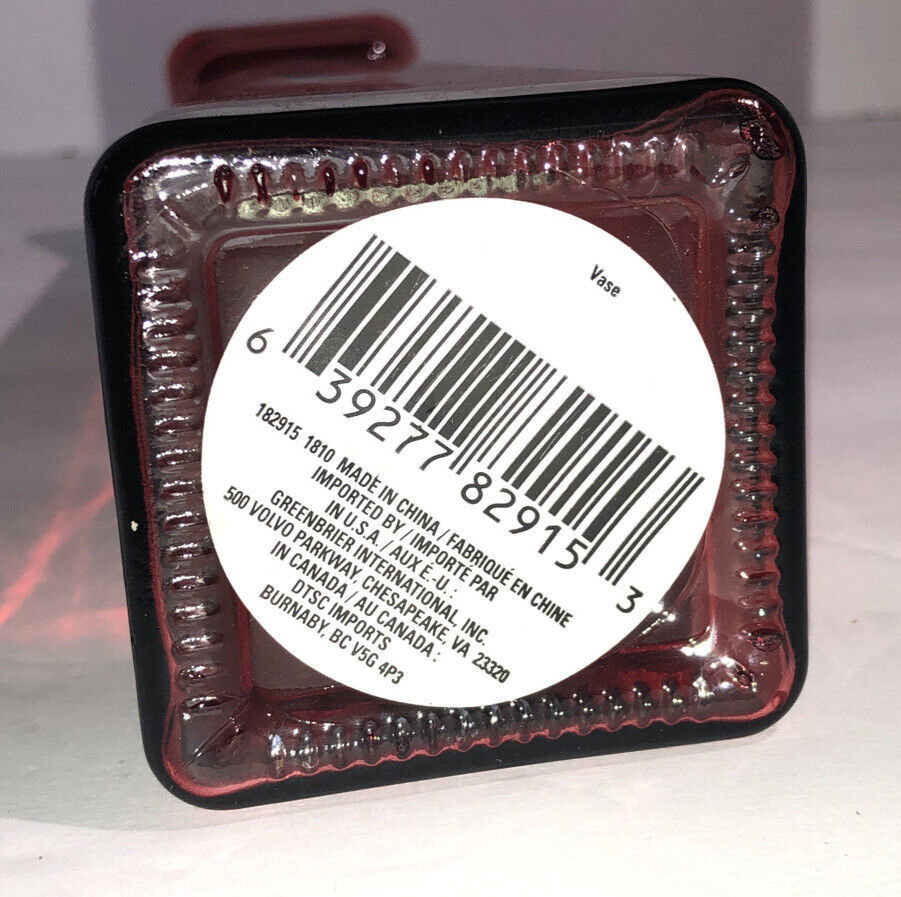 Vase
6 39277 82915 3
182915 1810 MADE IN CHINA / FABRIQUÉ EN CHINE
IMPORTED BY / IMPORTÉ PAR
IN U.S.A. / AUX É.-U. :
GREENBRIER INTERNATIONAL, INC.
500 VOLVO PARKWAY, CHESAPEAKE, VA 23320
IN CANADA / AU CANADA :
DTSC IMPORTS
BURNABY, BC V5G 4P3